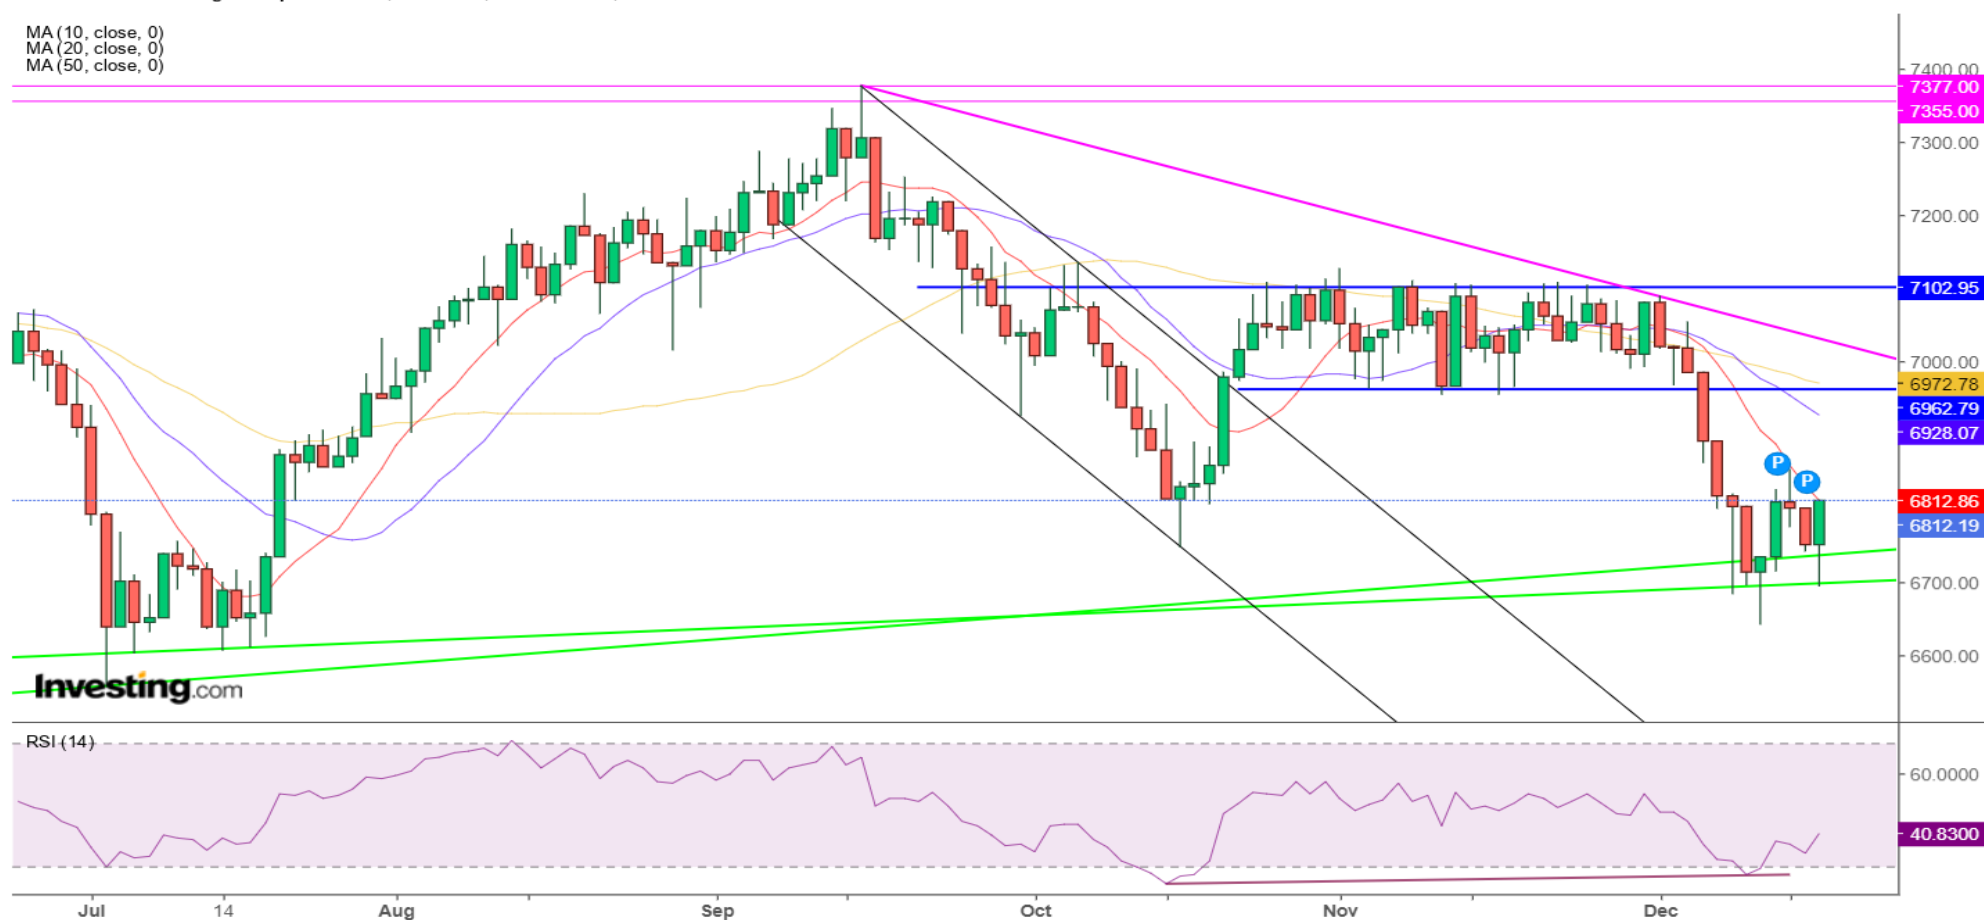 MA (10, close, 0)
MA (20, close, 0)
MA (50, close, 0)
7400.00
7377.00
7355.00
7300.00
7200.00
7102.95
7000.00
6972.78
6962.79
6928.07
P
P
6812.86
6812.19
6700.00
6600.00
Investing.com
RSI (14)
60.0000
40.8300
Jul 14 Aug Sep Oct Nov Dec